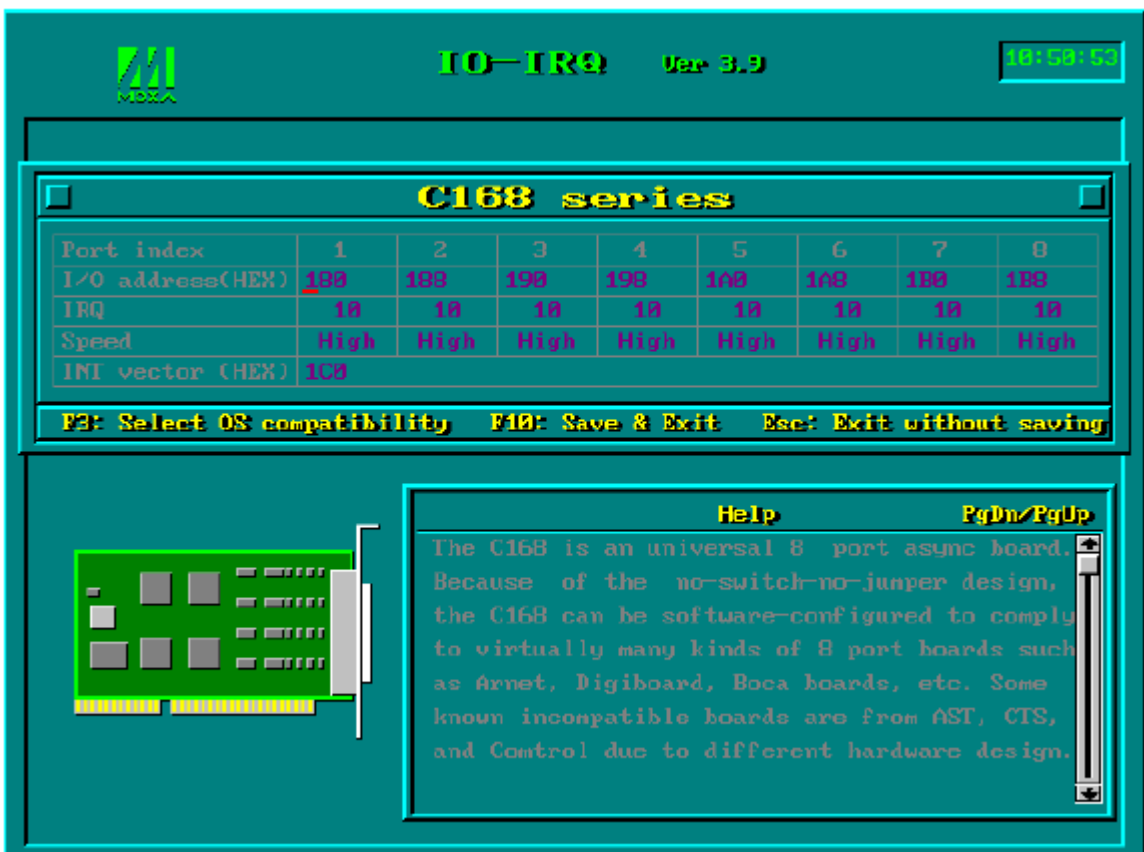 MOXA
IO-IRQ Ver 3.9 10:50:53
C168 series
Port index 1 2 3 4 5 6 7 8
I/O address(HEX) 180 188 190 198 1A0 1A8 1B0 1B8
IRQ 10 10 10 10 10 10 10 10
Speed High High High High High High High High
INT vector (HEX) 1C0
F3: Select OS compatibility F10: Save & Exit Esc: Exit without saving
Help PgDn/PgUp
The C168 is an universal 8 port async board.
Because of the no-switch-no-jumper design,
the C168 can be software-configured to comply
to virtually many kinds of 8 port boards such
as Arnet, Digiboard, Boca boards, etc. Some
known incompatible boards are from AST, CTS,
and Comtrol due to different hardware design.